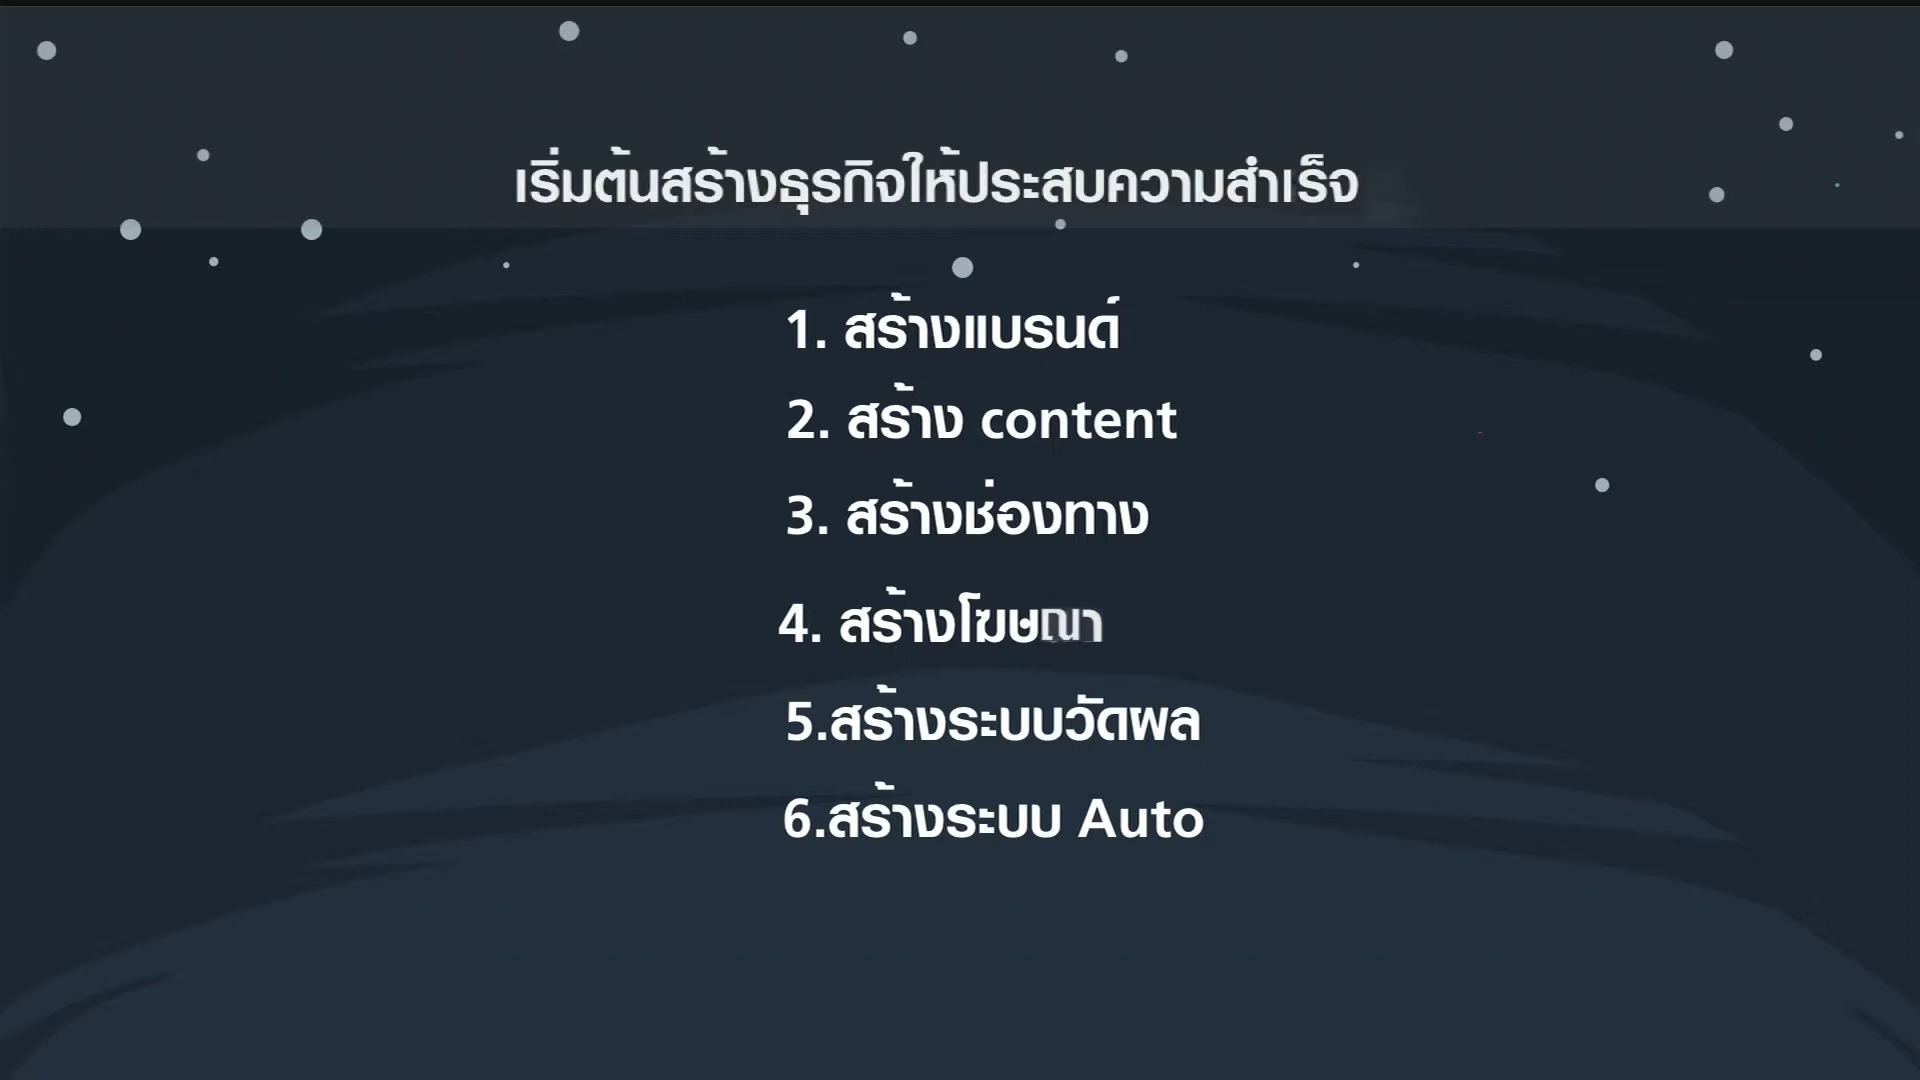 เริ่มต้นสร้างธุรกิจให้ประสบความสำเร็จ
1. สร้างแบรนด์
2. สร้าง content
3. สร้างช่องทาง
4. สร้างโฆษณา
5.สร้างระบบวัดผล
6.สร้างระบบ Auto